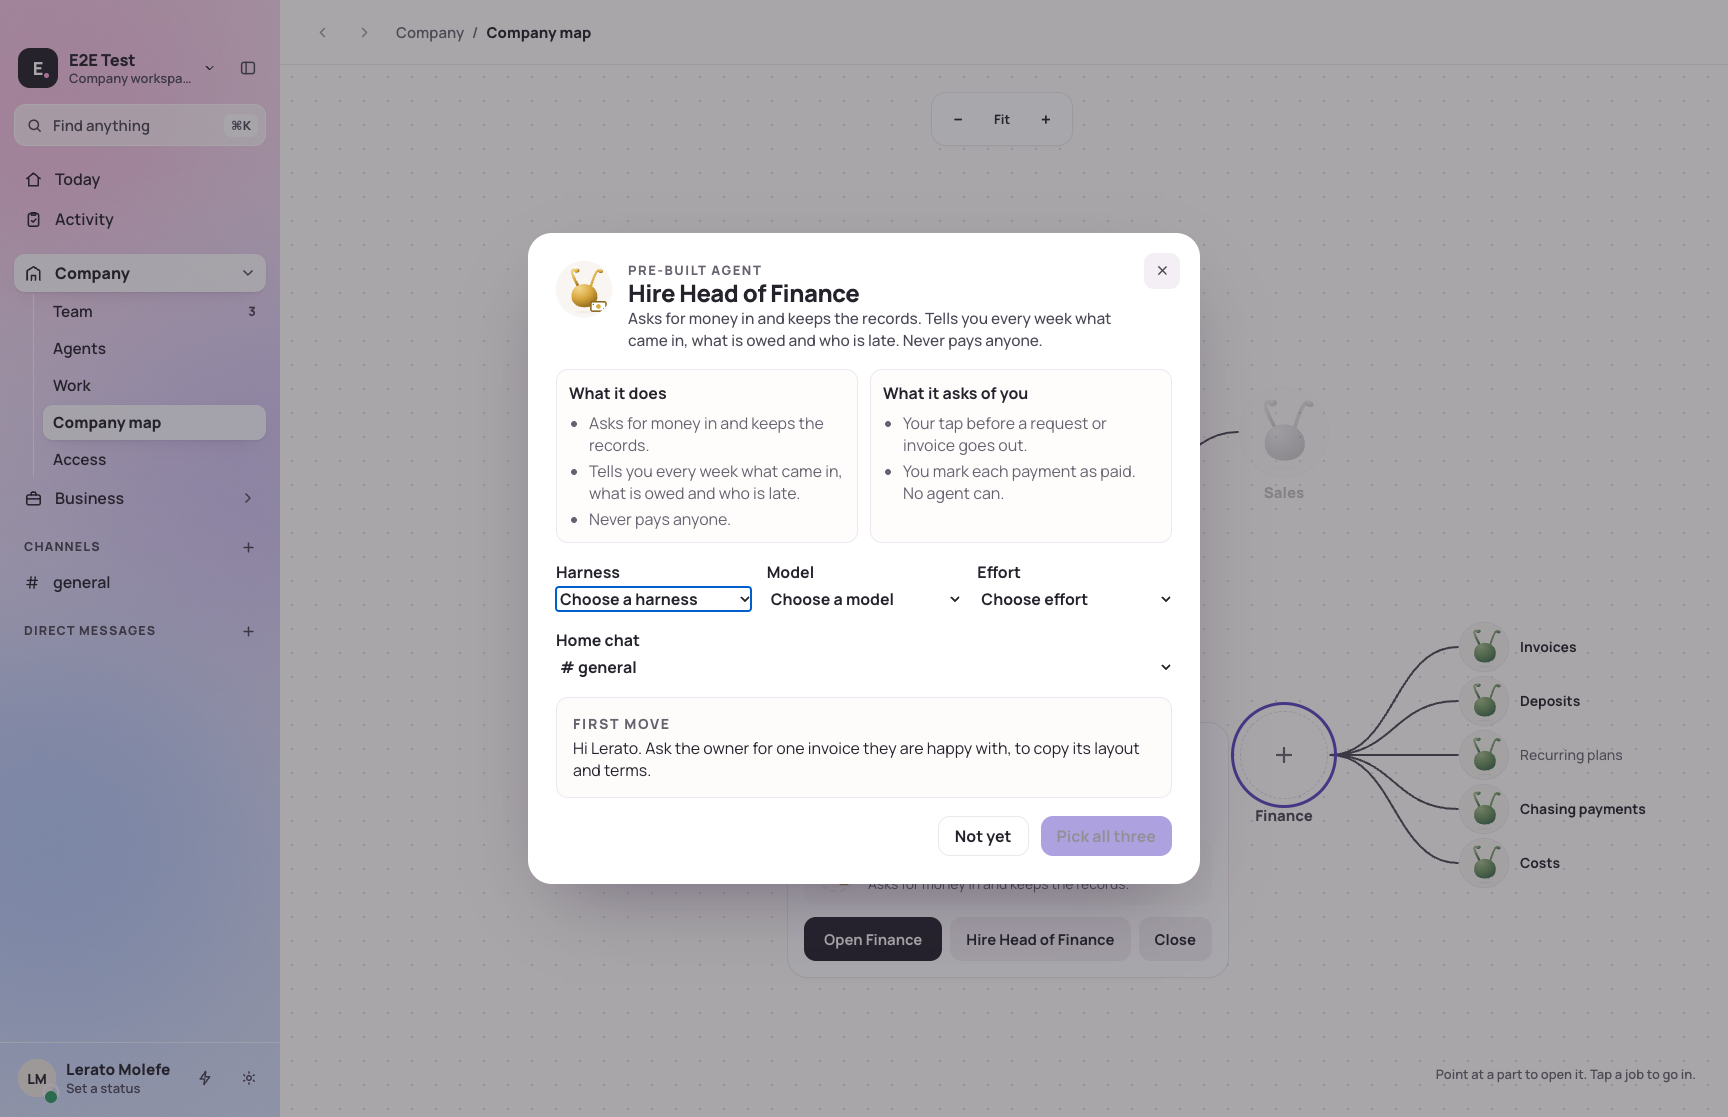 E.
E2E Test
Company workspa...
Find anything
⌘K
Today
Activity
Company
Team
3
Agents
Work
Company map
Access
Business
CHANNELS
# general
DIRECT MESSAGES
LM
Lerato Molefe
Set a status
Company / Company map
− Fit +
PRE-BUILT AGENT
Hire Head of Finance
Asks for money in and keeps the records. Tells you every week what
came in, what is owed and who is late. Never pays anyone.
What it does
Asks for money in and keeps the
records.
Tells you every week what came in,
what is owed and who is late.
Never pays anyone.
What it asks of you
Your tap before a request or
invoice goes out.
You mark each payment as paid.
No agent can.
Harness
Choose a harness
Model
Choose a model
Effort
Choose effort
Home chat
# general
FIRST MOVE
Hi Lerato. Ask the owner for one invoice they are happy with, to copy its layout
and terms.
Not yet
Pick all three
Asks for money in and keeps the records.
Open Finance
Hire Head of Finance
Close
Sales
Finance
Invoices
Deposits
Recurring plans
Chasing payments
Costs
Point at a part to open it. Tap a job to go in.